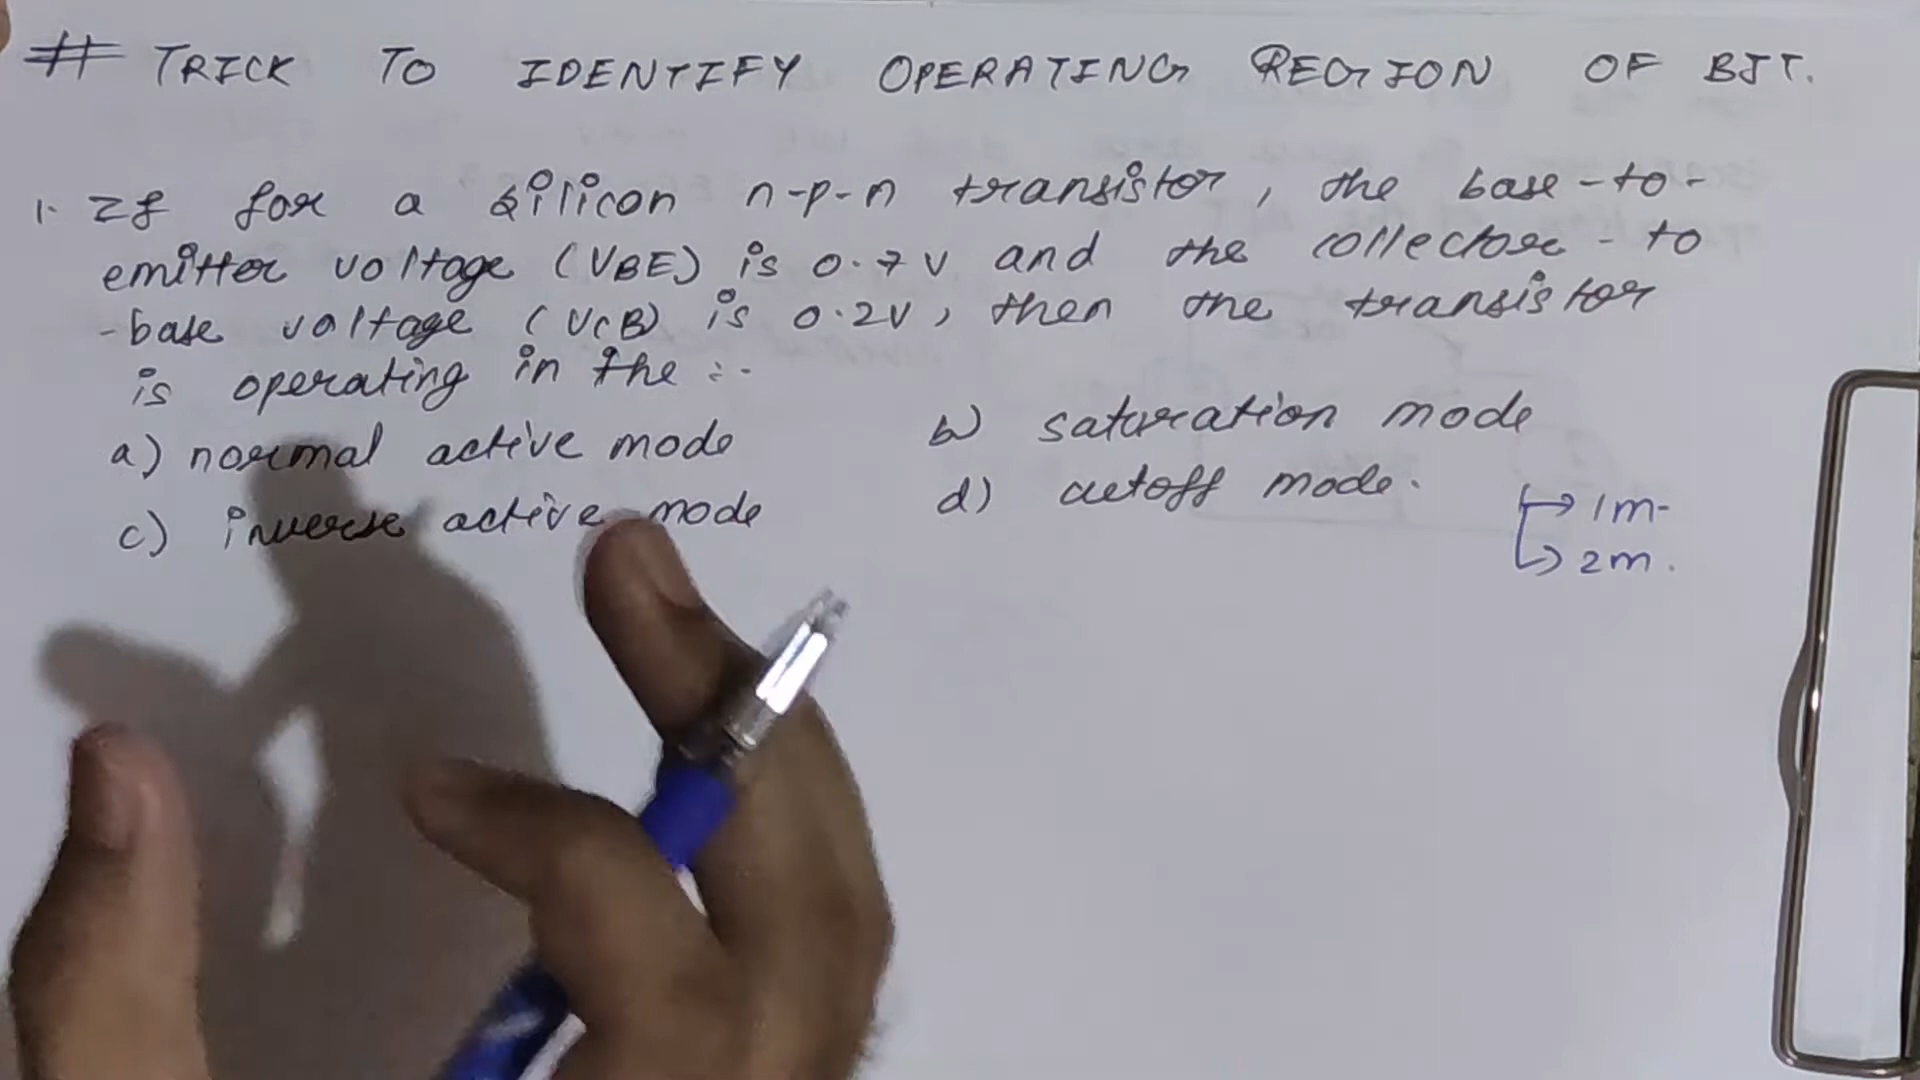 # TRICK TO IDENTIFY OPERATING REGION OF BJT.
1. If for a silicon n-p-n transistor, the base-to-
emitter voltage (VBE) is 0.7V and the collector-to
-base voltage (VCB) is 0.2V, then the transistor
is operating in the :-
a) normal active mode b) saturation mode
c) inverse active mode d) cutoff mode.
→ 1m-
→ 2m.